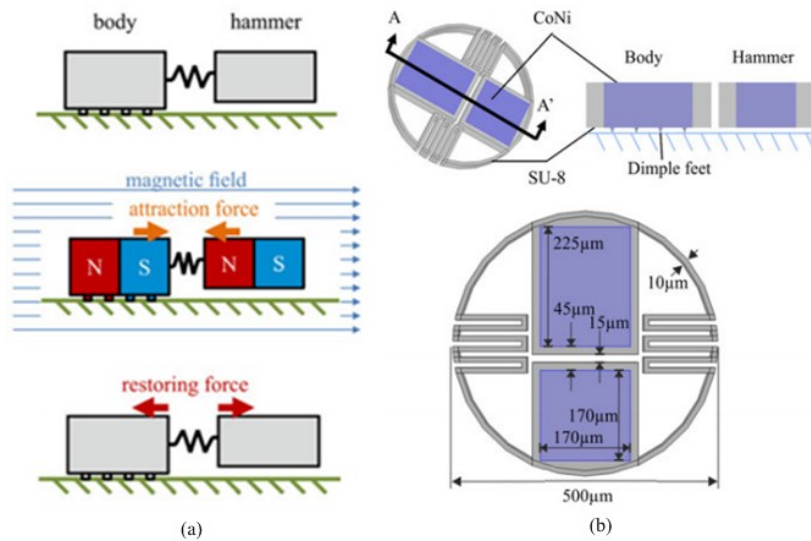 body hammer
magnetic field
attraction force
N S N S
restoring force
(a)
A CoNi
Body Hammer
A'
SU-8 Dimple feet
225µm
10µm
45µm 15µm
170µm
170µm
500µm
(b)